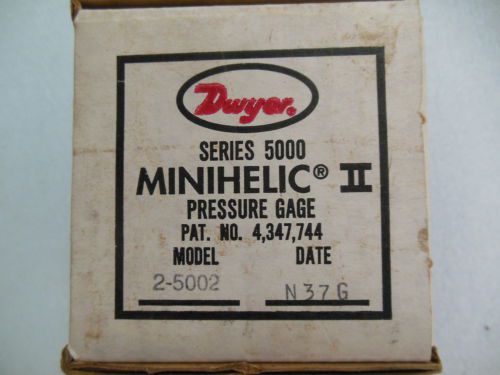 Dwyer.
SERIES 5000
MINIHELIC® II
PRESSURE GAGE
PAT. NO. 4,347,744
MODEL DATE
2-5002 N37G